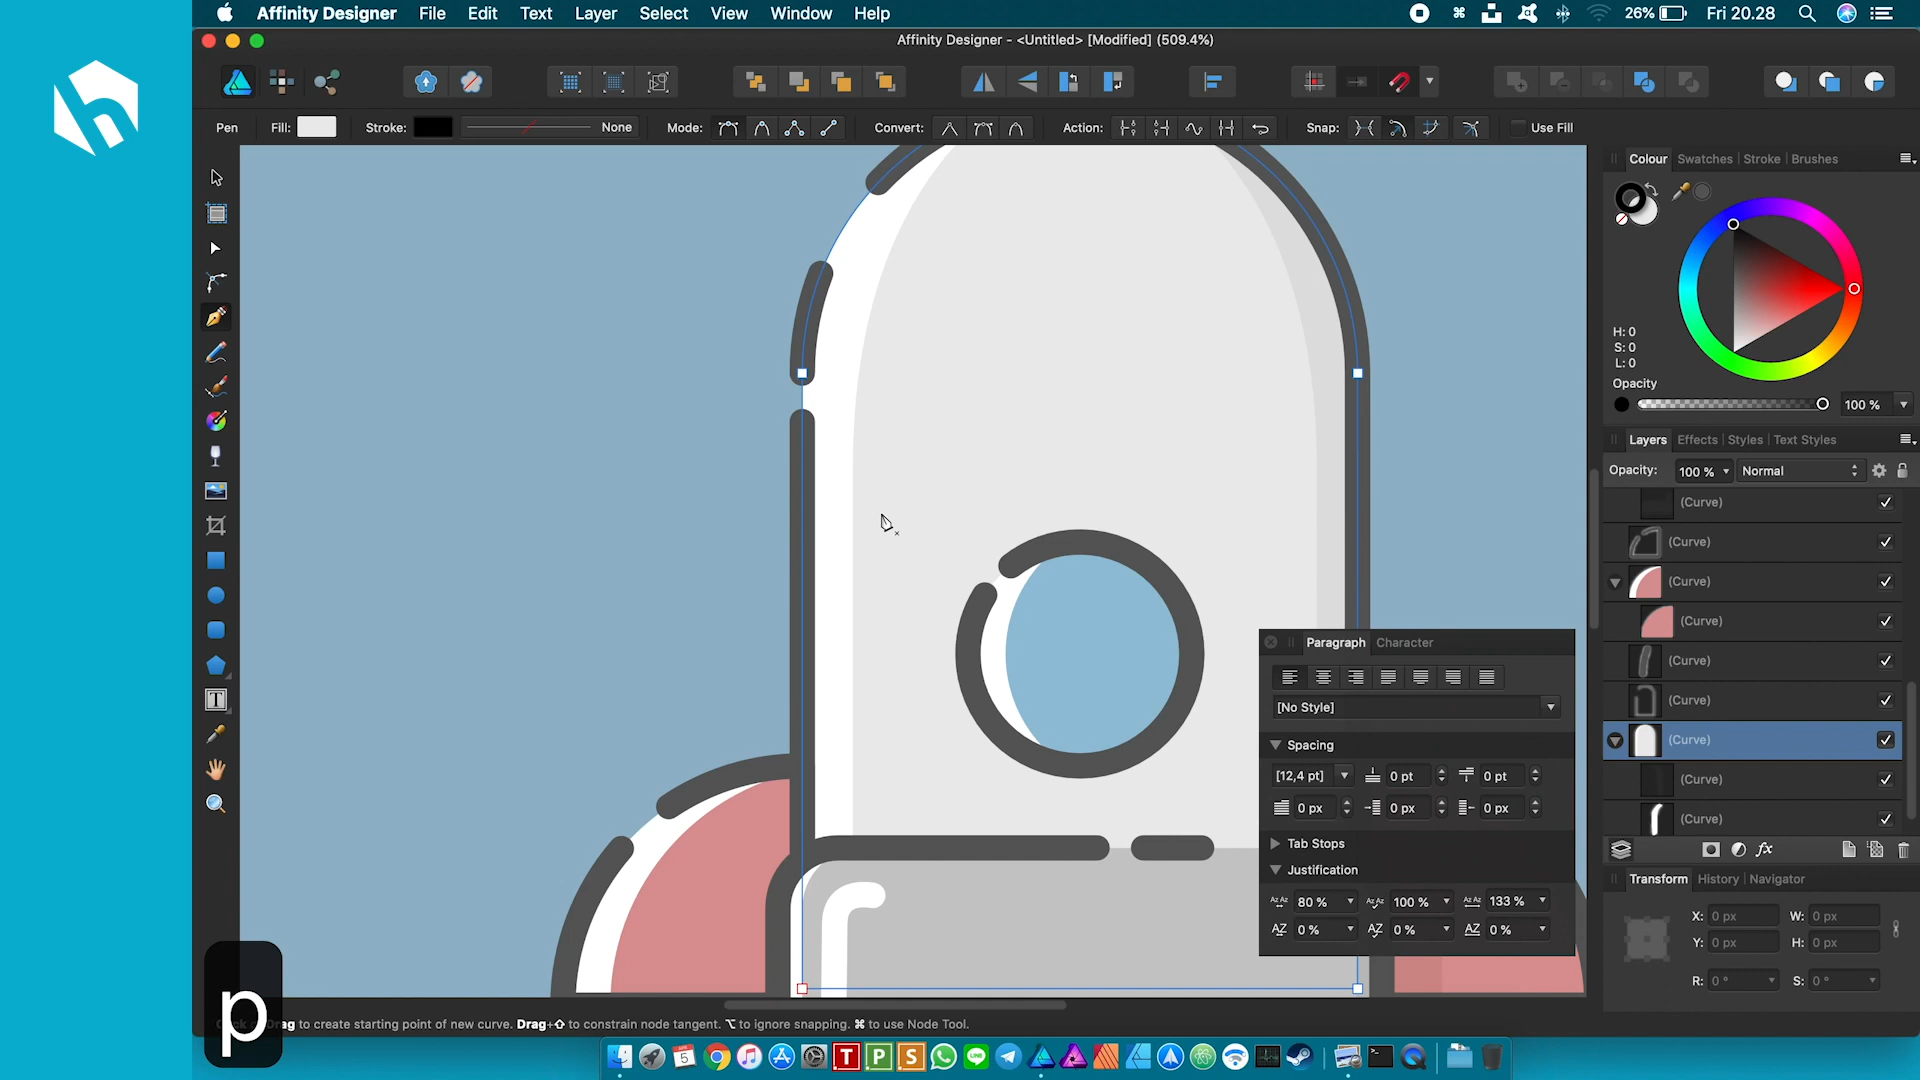 Affinity Designer File Edit Text Layer Select View Window Help 26% Fri 20.28
Affinity Designer - <Untitled> [Modified] (509.4%)
Pen Fill: Stroke: None Mode: Convert: Action: Snap: Use Fill
Colour Swatches Stroke Brushes
H: 0
S: 0
L: 0
Opacity
100 %
Layers Effects Styles Text Styles
Opacity: 100 % Normal
(Curve)
(Curve)
(Curve)
(Curve)
(Curve)
(Curve)
(Curve)
(Curve)
(Curve)
Paragraph Character
[No Style]
Spacing
[12,4 pt] 0 pt 0 pt
0 px 0 px 0 px
Tab Stops
Justification
80 % 100 % 133 %
0 % 0 % 0 %
Transform History Navigator
X: 0 px W: 0 px
Y: 0 px H: 0 px
R: 0 ° S: 0 °
p
to create starting point of new curve. Drag+⇧ to constrain node tangent. ⌥ to ignore snapping. ⌘ to use Node Tool.